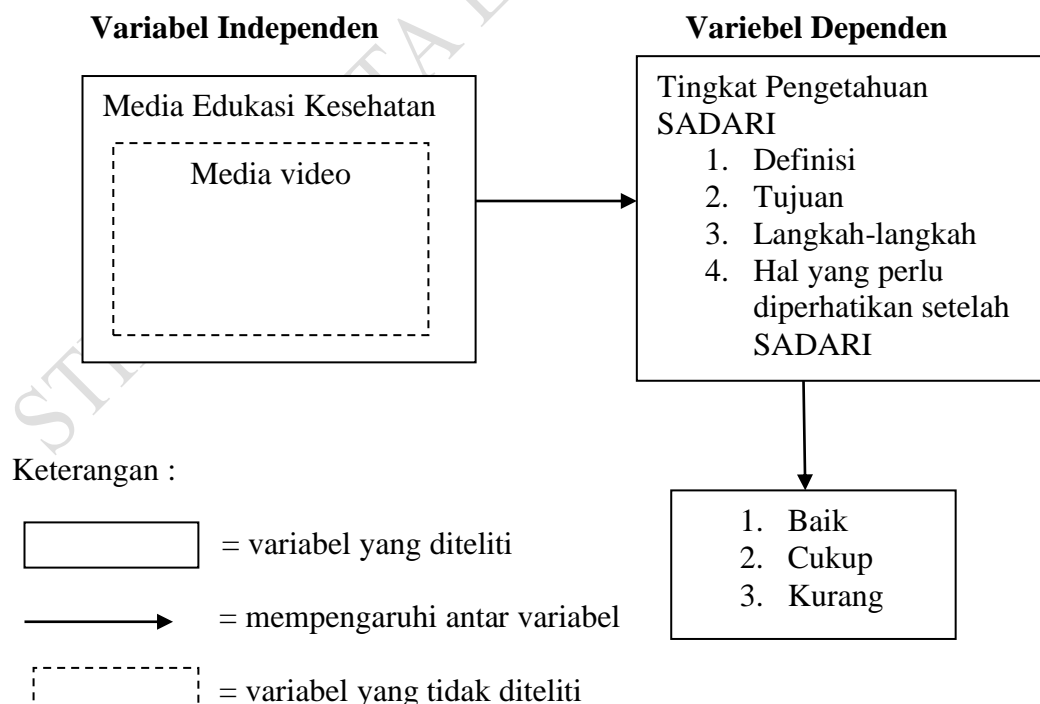 Variabel Independen
Variebel Dependen
Media Edukasi Kesehatan
Media video
Tingkat Pengetahuan
SADARI
1. Definisi
2. Tujuan
3. Langkah-langkah
4. Hal yang perlu
diperhatikan setelah
SADARI
1. Baik
2. Cukup
3. Kurang
Keterangan :
= variabel yang diteliti
= mempengaruhi antar variabel
= variabel yang tidak diteliti